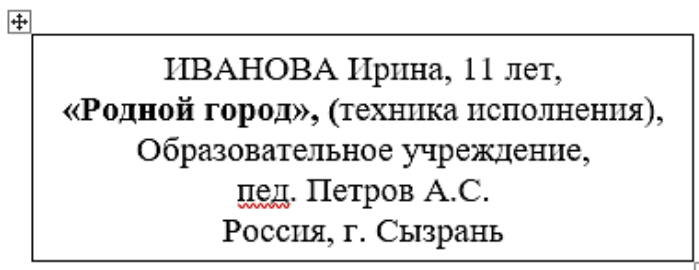 ИВАНОВА Ирина, 11 лет,
«Родной город», (техника исполнения),
Образовательное учреждение,
пед. Петров А.С.
Россия, г. Сызрань